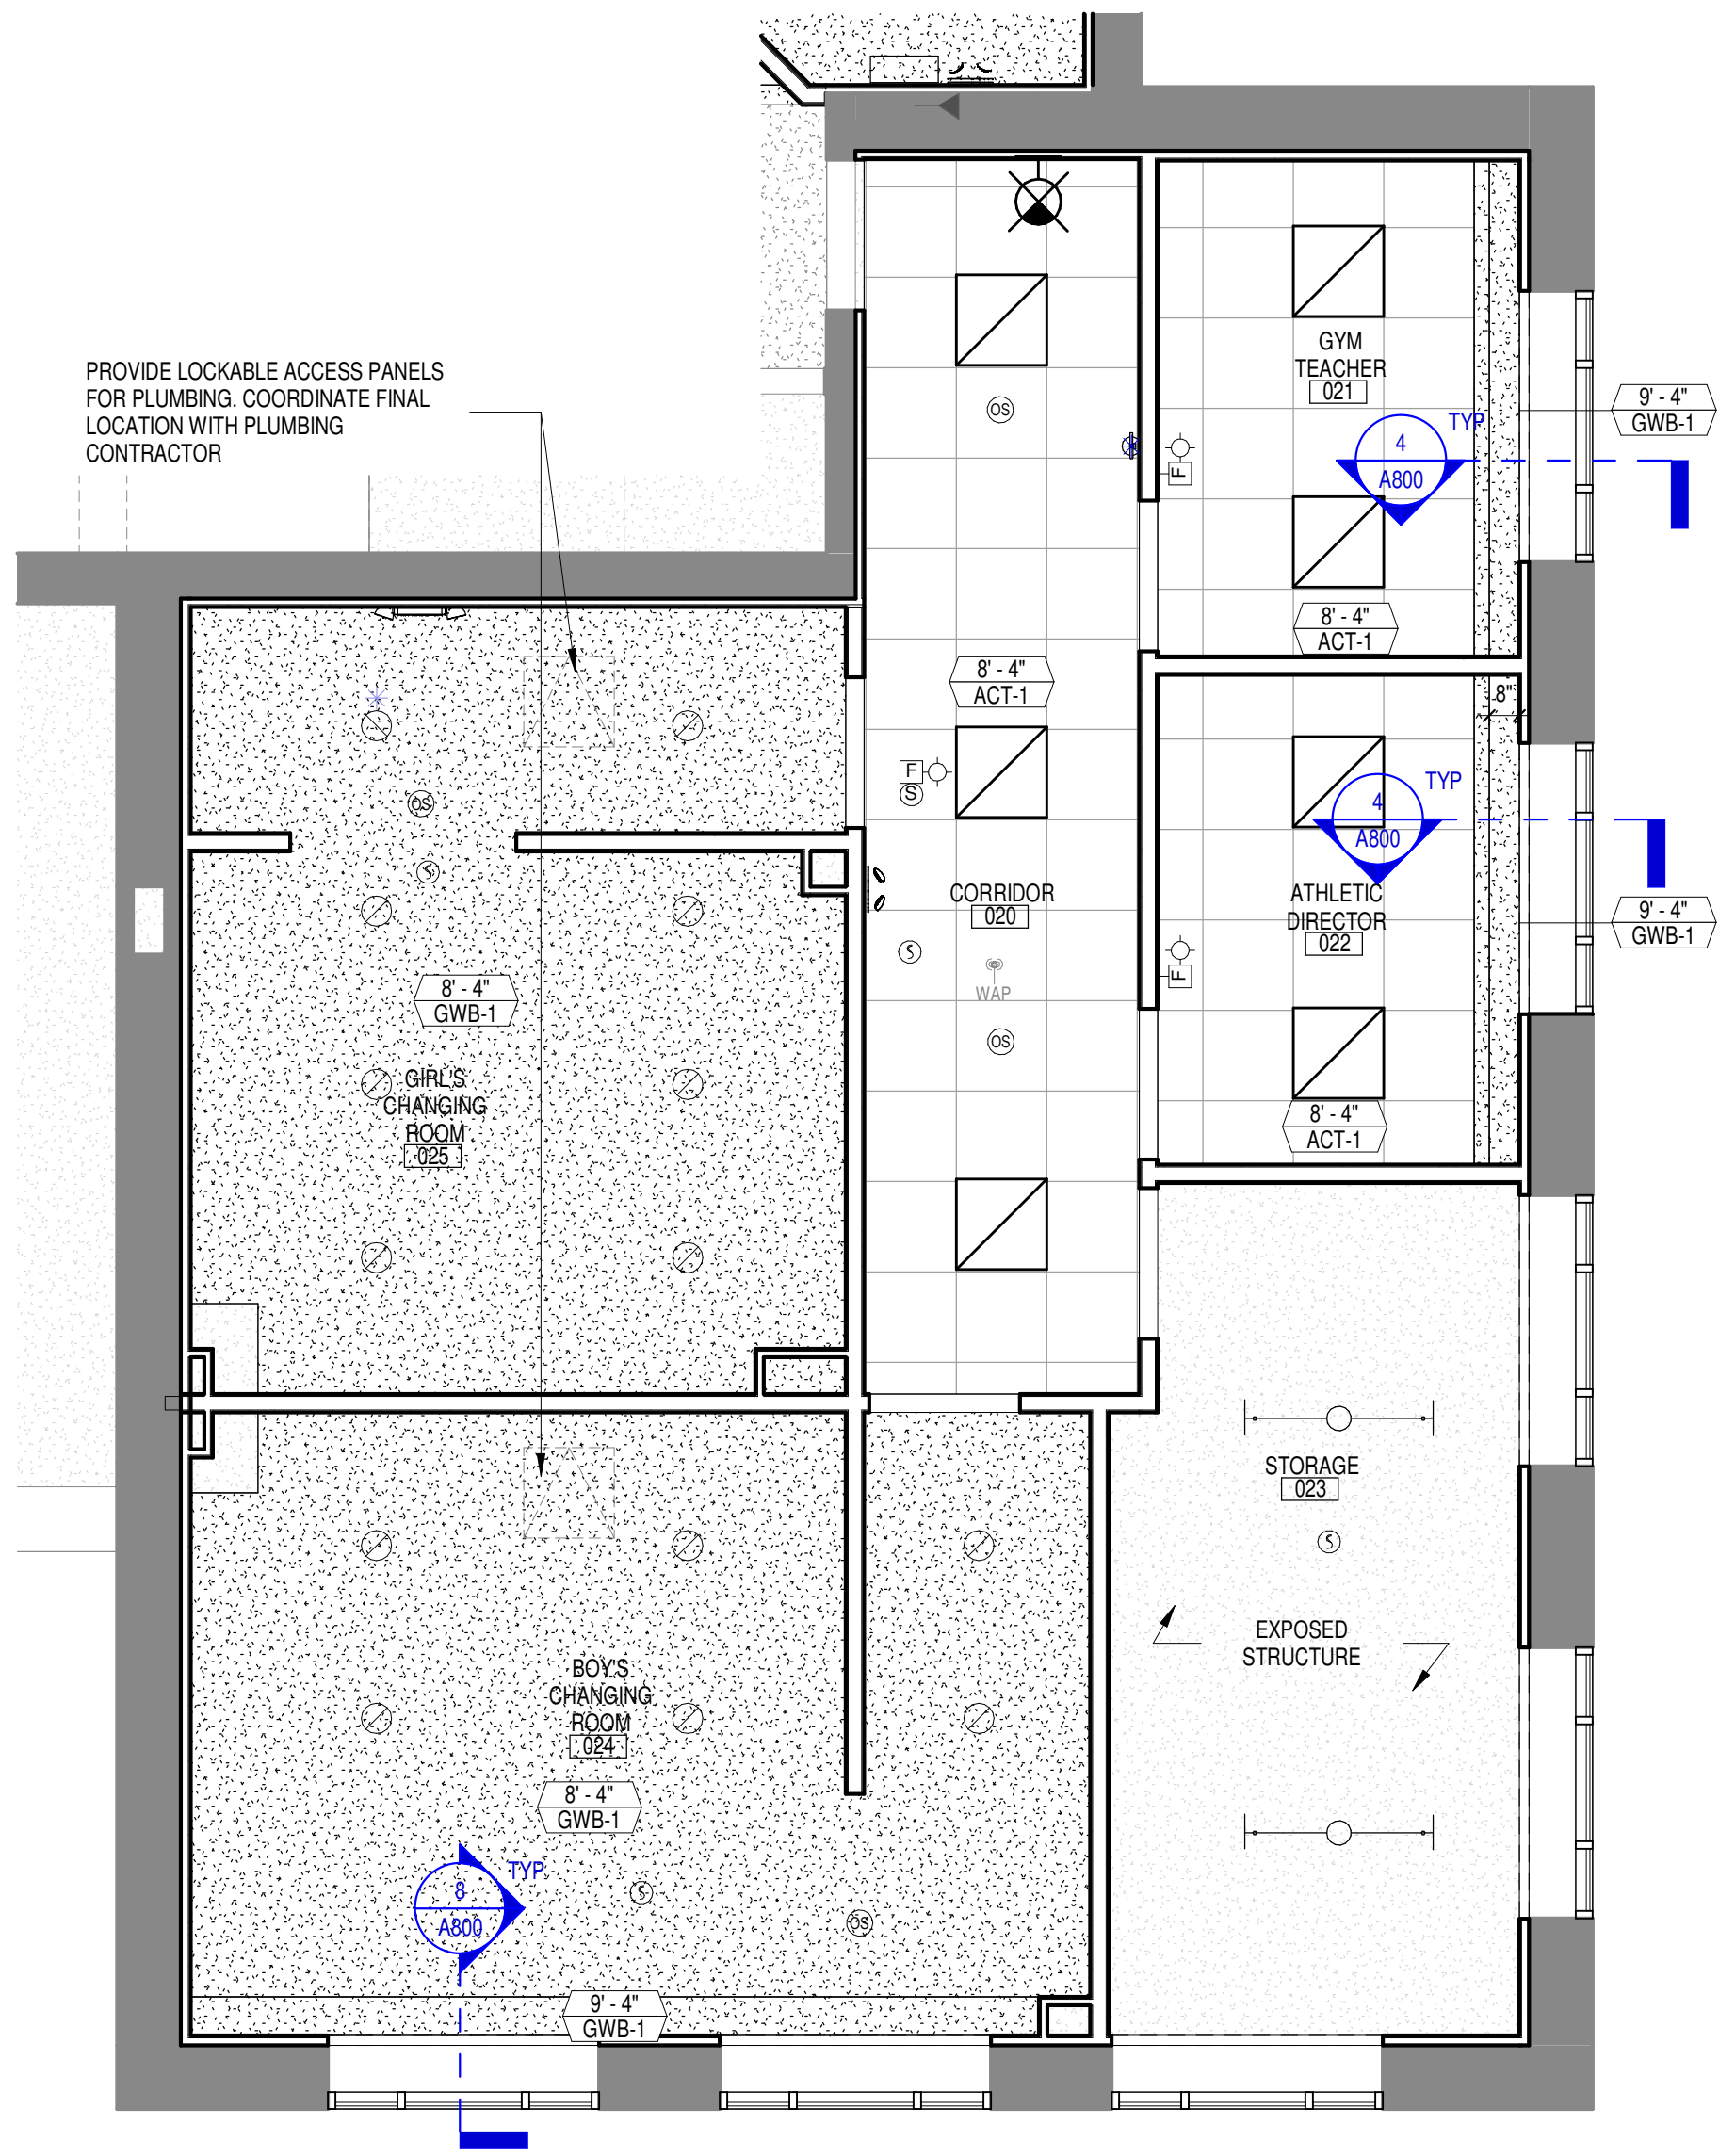 PROVIDE LOCKABLE ACCESS PANELS
FOR PLUMBING. COORDINATE FINAL
LOCATION WITH PLUMBING
CONTRACTOR
GYM
TEACHER
021
9' - 4"
GWB-1
4
A800
TYP
F
OS
8' - 4"
ACT-1
8' - 4"
ACT-1
8"
F
S
4
A800
TYP
OS
S
CORRIDOR
020
ATHLETIC
DIRECTOR
022
9' - 4"
GWB-1
S
F
WAP
OS
8' - 4"
GWB-1
GIRL'S
CHANGING
ROOM
025
8' - 4"
ACT-1
STORAGE
023
S
EXPOSED
STRUCTURE
BOY'S
CHANGING
ROOM
024
8' - 4"
GWB-1
8
A800
TYP
S
OS
9' - 4"
GWB-1